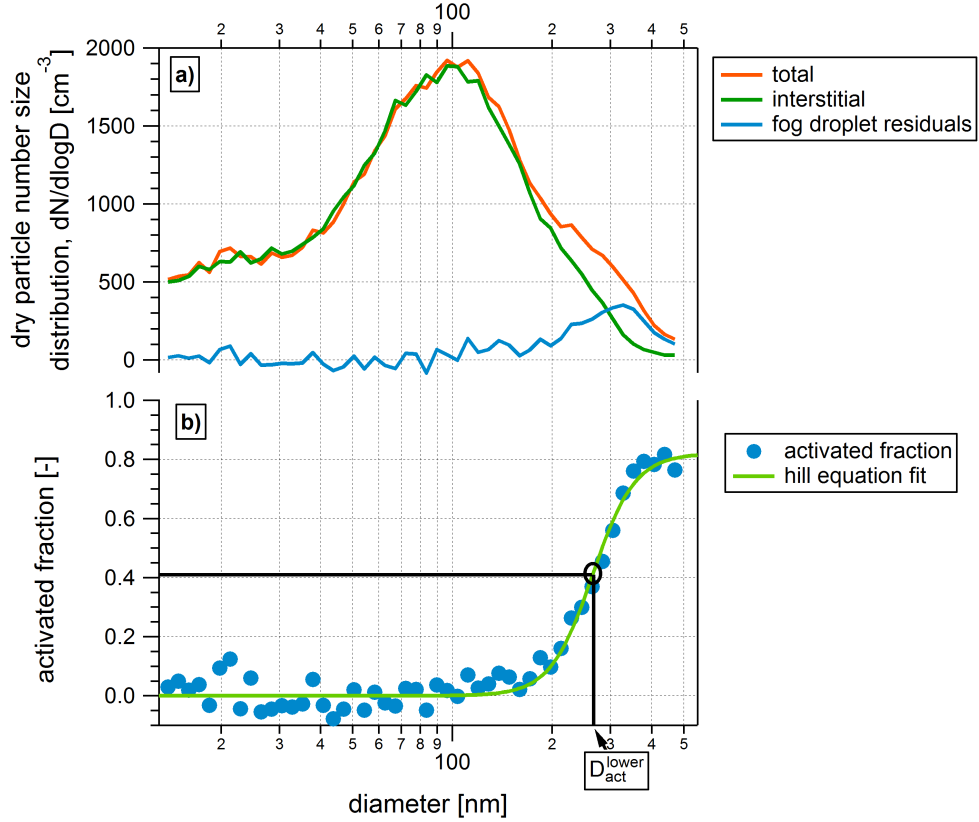 100
2 3 4 5 6 7 8 9 2 3 4 5
2000
1500
1000
500
0
dry particle number size
distribution, dN/dlogD [cm⁻³]
a)
total
interstitial
fog droplet residuals
1.0
0.8
0.6
0.4
0.2
0.0
activated fraction [-]
b)
activated fraction
hill equation fit
2 3 4 5 6 7 8 9 2 3 4 5
100
D_act^lower
diameter [nm]